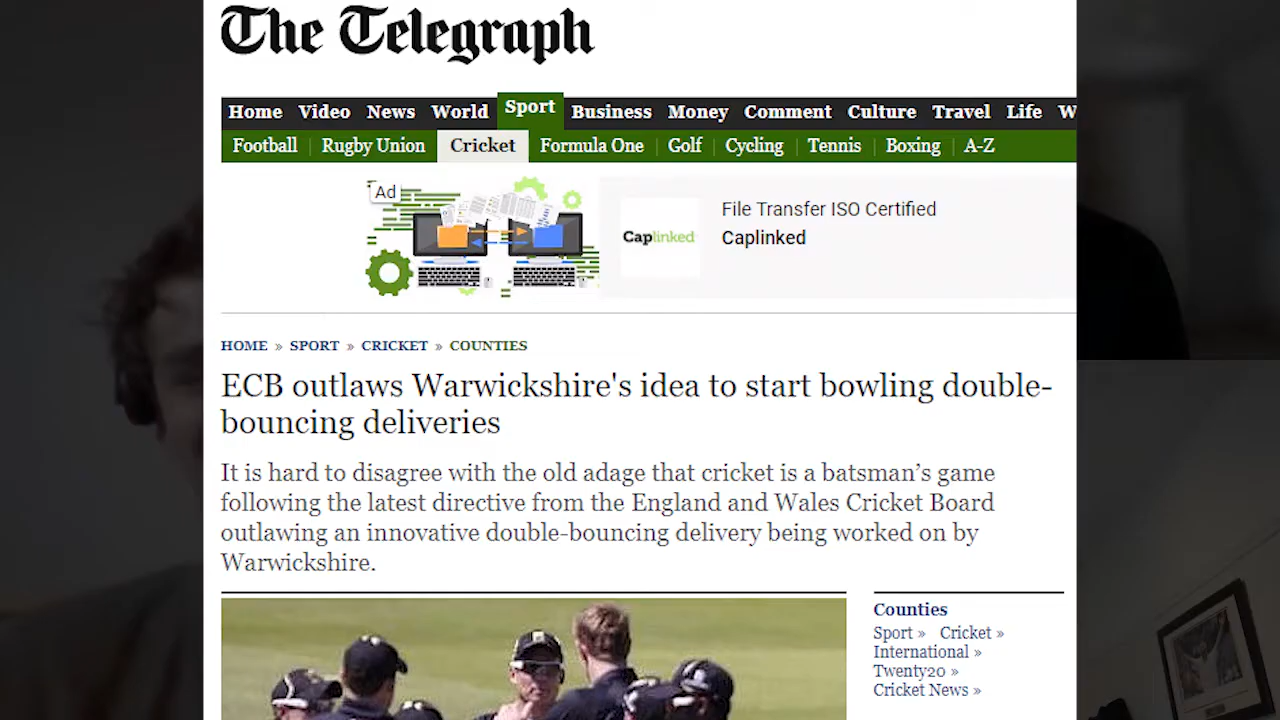 The Telegraph
Home Video News World Sport Business Money Comment Culture Travel Life W
Football Rugby Union Cricket Formula One Golf Cycling Tennis Boxing A-Z
Ad
File Transfer ISO Certified
Caplinked
Caplinked
HOME » SPORT » CRICKET » COUNTIES
ECB outlaws Warwickshire's idea to start bowling double-
bouncing deliveries
It is hard to disagree with the old adage that cricket is a batsman’s game
following the latest directive from the England and Wales Cricket Board
outlawing an innovative double-bouncing delivery being worked on by
Warwickshire.
Counties
Sport » Cricket »
International »
Twenty20 »
Cricket News »